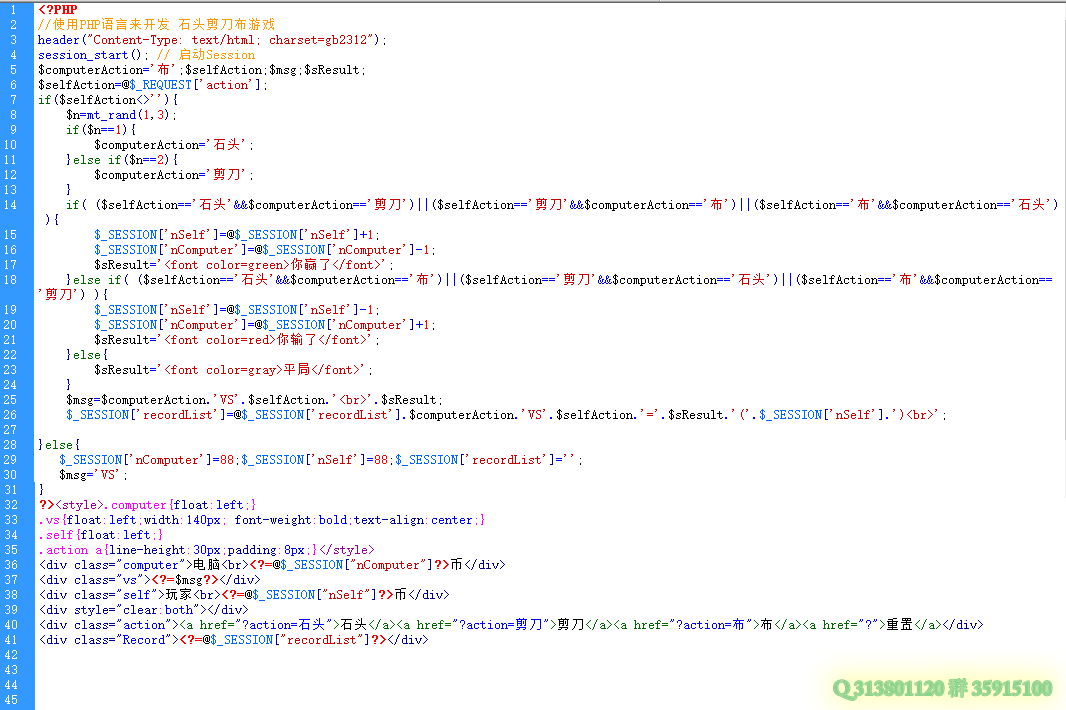 1 <?PHP
2 //使用PHP语言来开发 石头剪刀布游戏
3 header("Content-Type: text/html; charset=gb2312");
4 session_start(); // 启动Session
5 $computerAction='布';$selfAction;$msg;$sResult;
6 $selfAction=@$_REQUEST['action'];
7 if($selfAction<>''){
8 $n=mt_rand(1,3);
9 if($n==1){
10 $computerAction='石头';
11 }else if($n==2){
12 $computerAction='剪刀';
13 }
14 if( ($selfAction=='石头'&&$computerAction=='剪刀')||($selfAction=='剪刀'&&$computerAction=='布')||($selfAction=='布'&&$computerAction=='石头')
){
15 $_SESSION['nSelf']=@$_SESSION['nSelf']+1;
16 $_SESSION['nComputer']=@$_SESSION['nComputer']-1;
17 $sResult='<font color=green>你赢了</font>';
18 }else if( ($selfAction=='石头'&&$computerAction=='布')||($selfAction=='剪刀'&&$computerAction=='石头')||($selfAction=='布'&&$computerAction==
'剪刀') ){
19 $_SESSION['nSelf']=@$_SESSION['nSelf']-1;
20 $_SESSION['nComputer']=@$_SESSION['nComputer']+1;
21 $sResult='<font color=red>你输了</font>';
22 }else{
23 $sResult='<font color=gray>平局</font>';
24 }
25 $msg=$computerAction.'VS'.$selfAction.'<br>'.$sResult;
26 $_SESSION['recordList']=@$_SESSION['recordList'].$computerAction.'VS'.$selfAction.'='.$sResult.'('.$_SESSION['nSelf'].')<br>';
27
28 }else{
29 $_SESSION['nComputer']=88;$_SESSION['nSelf']=88;$_SESSION['recordList']='';
30 $msg='VS';
31 }
32 ?><style>.computer{float:left;}
33 .vs{float:left;width:140px; font-weight:bold;text-align:center;}
34 .self{float:left;}
35 .action a{line-height:30px;padding:8px;}</style>
36 <div class="computer">电脑<br><?=@$_SESSION["nComputer"]?>币</div>
37 <div class="vs"><?=$msg?></div>
38 <div class="self">玩家<br><?=@$_SESSION["nSelf"]?>币</div>
39 <div style="clear:both"></div>
40 <div class="action"><a href="?action=石头">石头</a><a href="?action=剪刀">剪刀</a><a href="?action=布">布</a><a href="?">重置</a></div>
41 <div class="Record"><?=@$_SESSION["recordList"]?></div>
42
43
44
45
Q313801120 群 35915100